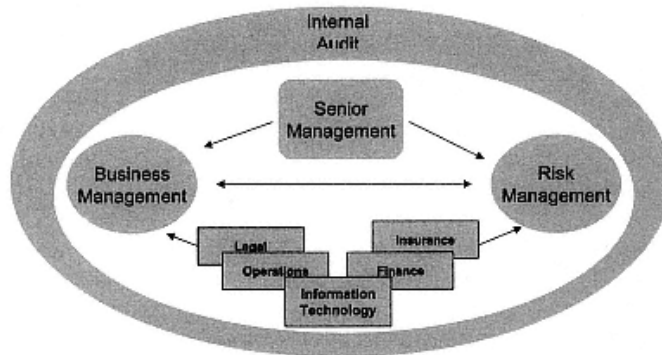 Internal
Audit
Senior
Management
Business
Management
Risk
Management
Legal
Insurance
Operations
Finance
Information
Technology